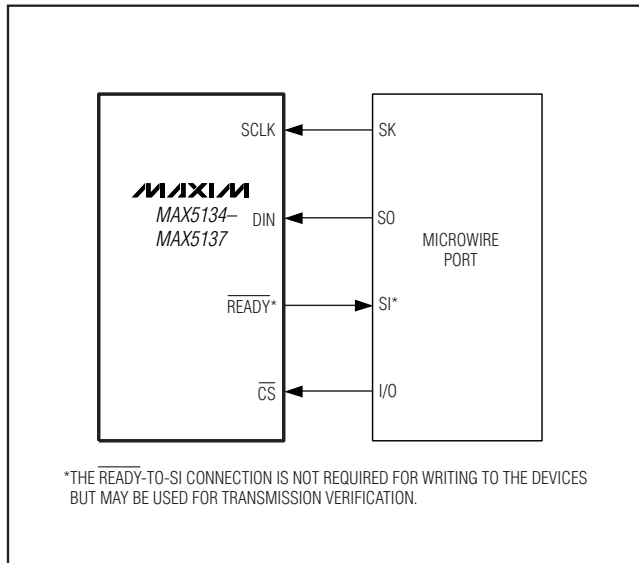 SCLK SK
MAXIM
MAX5134–
MAX5137
DIN SO
MICROWIRE
PORT
READY* SI*
CS I/O
*THE READY-TO-SI CONNECTION IS NOT REQUIRED FOR WRITING TO THE DEVICES
BUT MAY BE USED FOR TRANSMISSION VERIFICATION.